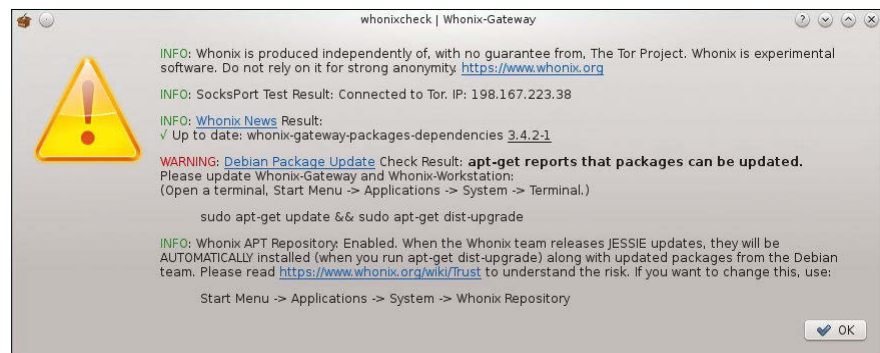 whonixcheck | Whonix-Gateway
INFO: Whonix is produced independently of, with no guarantee from, The Tor Project. Whonix is experimental
software. Do not rely on it for strong anonymity. https://www.whonix.org
INFO: SocksPort Test Result: Connected to Tor. IP: 198.167.223.38
INFO: Whonix News Result:
√ Up to date: whonix-gateway-packages-dependencies 3.4.2-1
WARNING: Debian Package Update Check Result: apt-get reports that packages can be updated.
Please update Whonix-Gateway and Whonix-Workstation:
(Open a terminal, Start Menu -> Applications -> System -> Terminal.)
sudo apt-get update && sudo apt-get dist-upgrade
INFO: Whonix APT Repository: Enabled. When the Whonix team releases JESSIE updates, they will be
AUTOMATICALLY installed (when you run apt-get dist-upgrade) along with updated packages from the Debian
team. Please read https://www.whonix.org/wiki/Trust to understand the risk. If you want to change this, use:
Start Menu -> Applications -> System -> Whonix Repository
OK